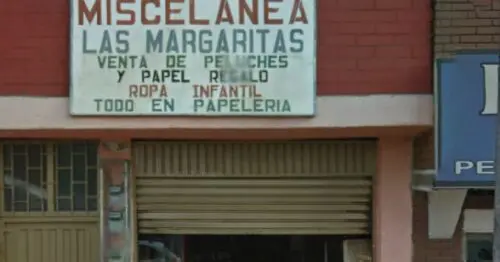 MISCELANEA
LAS MARGARITAS
VENTA DE PELUCHES
Y PAPEL REGALO
ROPA INFANTIL
TODO EN PAPELERIA
PE